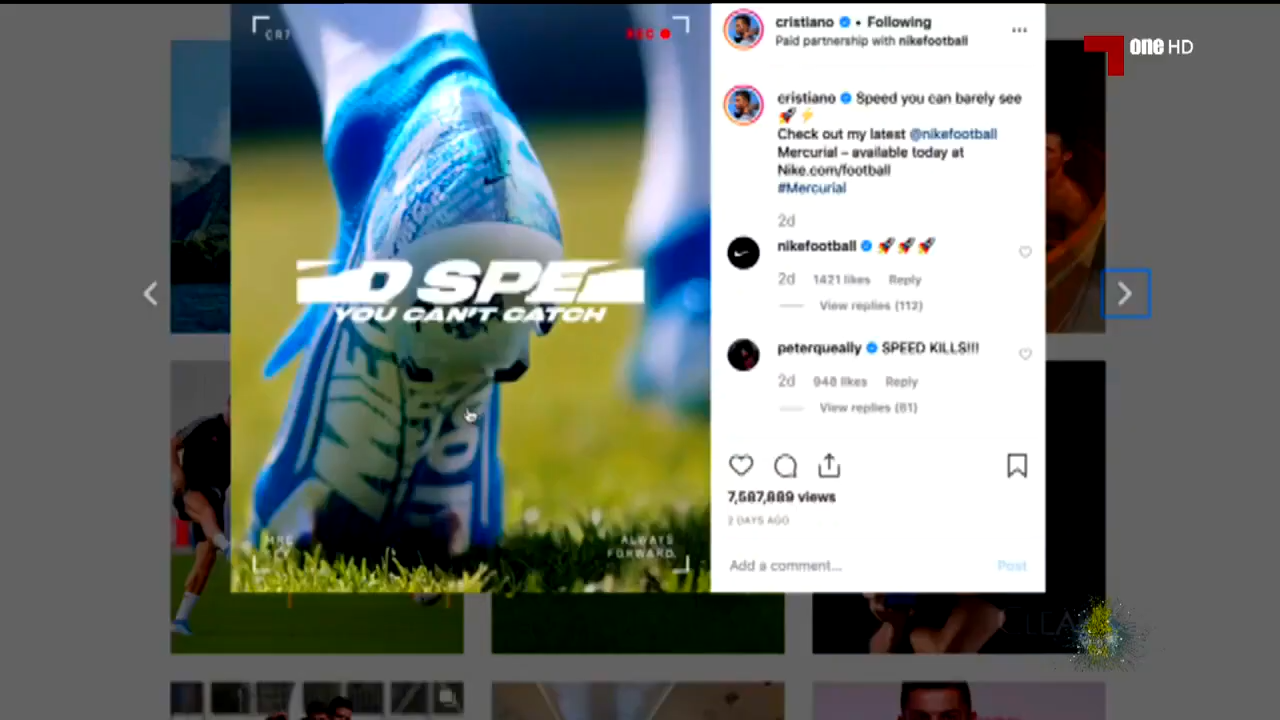 CR7
REC
D SPE
YOU CAN'T CATCH
ALWAYS
FORWARD.
cristiano • Following
Paid partnership with nikefootball
cristiano Speed you can barely see
🚀⚡
Check out my latest @nikefootball
Mercurial – available today at
Nike.com/football
#Mercurial
2d
nikefootball 🚀🚀🚀
2d 1421 likes Reply
View replies (112)
peterqueally SPEED KILLS!!!
2d 948 likes Reply
View replies (61)
7,587,889 views
2 DAYS AGO
Add a comment... Post
one HD